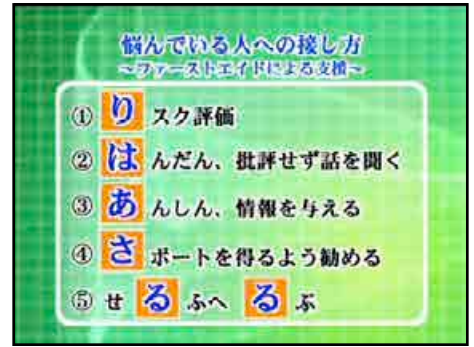 悩んでいる人への接し方
～ファーストエイドによる支援～
① り スク評価
② は んだん、批評せず話を聞く
③ あ んしん、情報を与える
④ さ ポートを得るよう勧める
⑤ せ る ふへ る ぷ